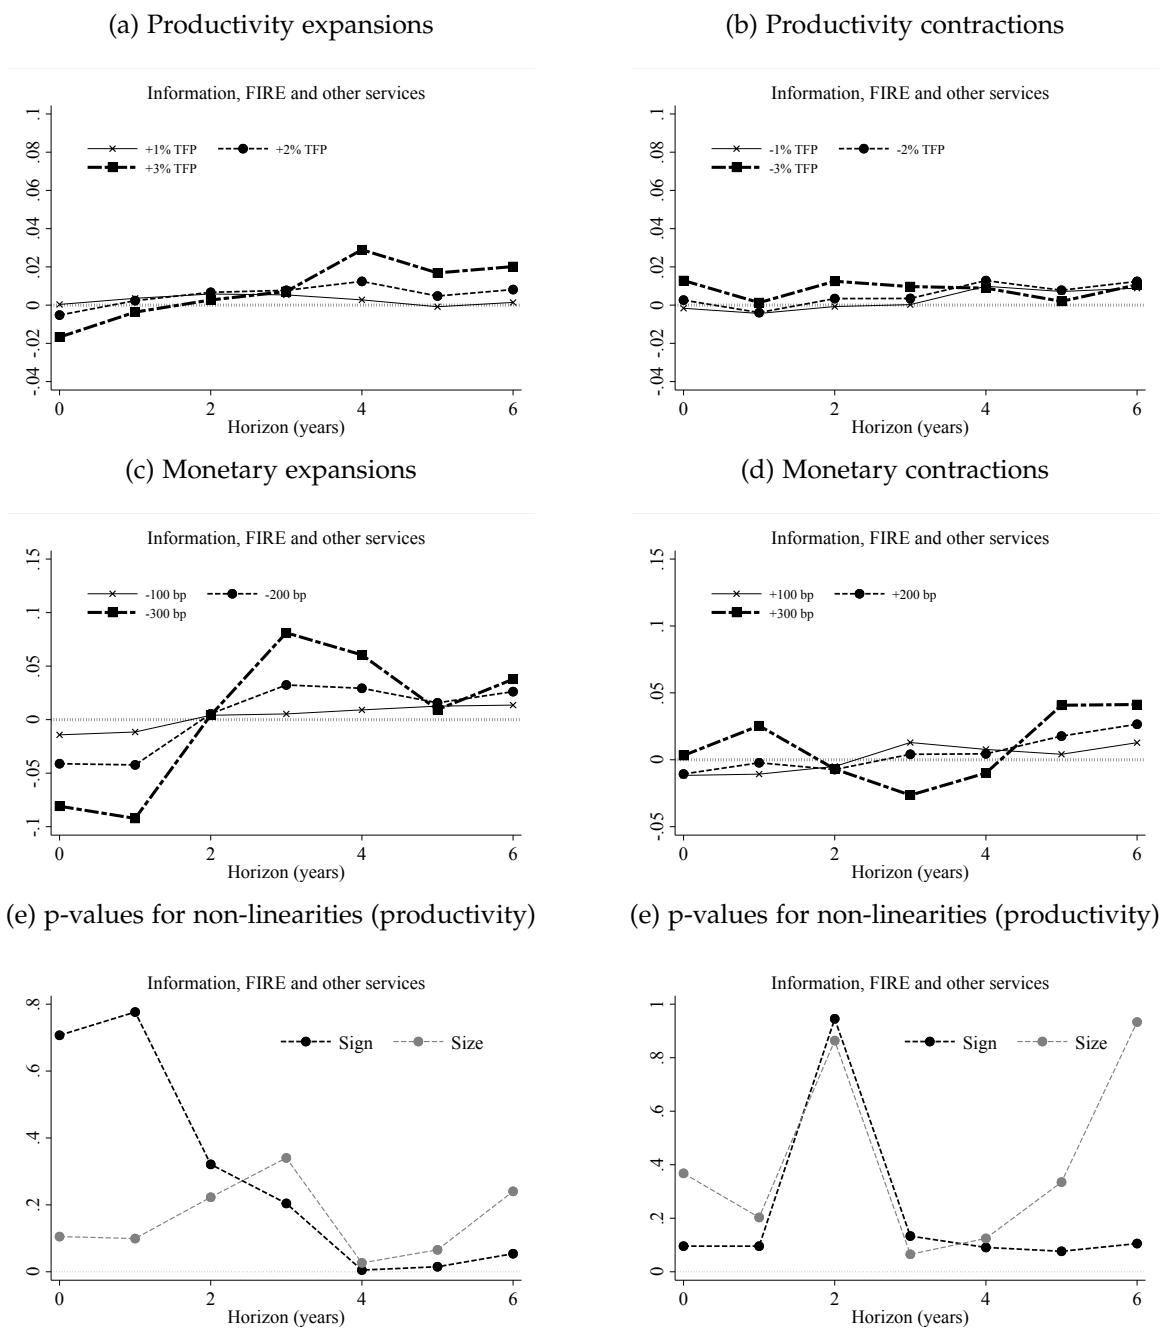 (a) Productivity expansions
Information, FIRE and other services
.1
.08
.06
.04
.02
0
-.02
-.04
+1% TFP
+2% TFP
+3% TFP
0
2
4
6
Horizon (years)
(b) Productivity contractions
Information, FIRE and other services
.1
.08
.06
.04
.02
0
-.02
-.04
-1% TFP
-2% TFP
-3% TFP
0
2
4
6
Horizon (years)
(c) Monetary expansions
Information, FIRE and other services
.15
.1
.05
0
-.05
-.1
-100 bp
-200 bp
-300 bp
0
2
4
6
Horizon (years)
(d) Monetary contractions
Information, FIRE and other services
.15
.1
.05
0
-.05
+100 bp
+200 bp
+300 bp
0
2
4
6
Horizon (years)
(e) p-values for non-linearities (productivity)
Information, FIRE and other services
.8
.6
.4
.2
0
Sign
Size
0
2
4
6
Horizon (years)
(e) p-values for non-linearities (productivity)
Information, FIRE and other services
1
.8
.6
.4
.2
0
Sign
Size
0
2
4
6
Horizon (years)